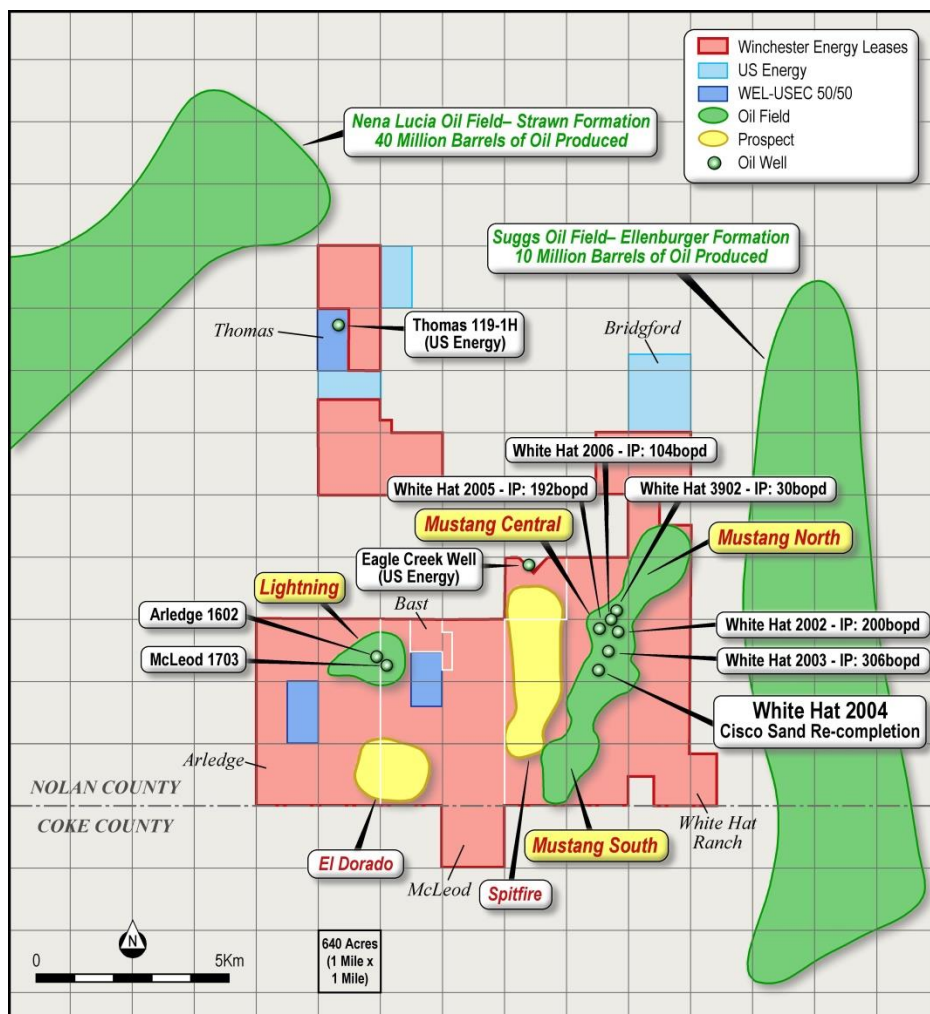 Winchester Energy Leases
US Energy
WEL-USEC 50/50
Oil Field
Prospect
Oil Well
Nena Lucia Oil Field– Strawn Formation
40 Million Barrels of Oil Produced
Suggs Oil Field– Ellenburger Formation
10 Million Barrels of Oil Produced
Thomas
Thomas 119-1H
(US Energy)
Bridgford
White Hat 2006 - IP: 104bopd
White Hat 2005 - IP: 192bopd
White Hat 3902 - IP: 30bopd
Mustang Central
Mustang North
Eagle Creek Well
(US Energy)
Lightning
Bast
Arledge 1602
McLeod 1703
White Hat 2002 - IP: 200bopd
White Hat 2003 - IP: 306bopd
White Hat 2004
Cisco Sand Re-completion
Arledge
NOLAN COUNTY
COKE COUNTY
White Hat
Ranch
Mustang South
El Dorado
McLeod
Spitfire
N
0
5Km
640 Acres
(1 Mile x
1 Mile)